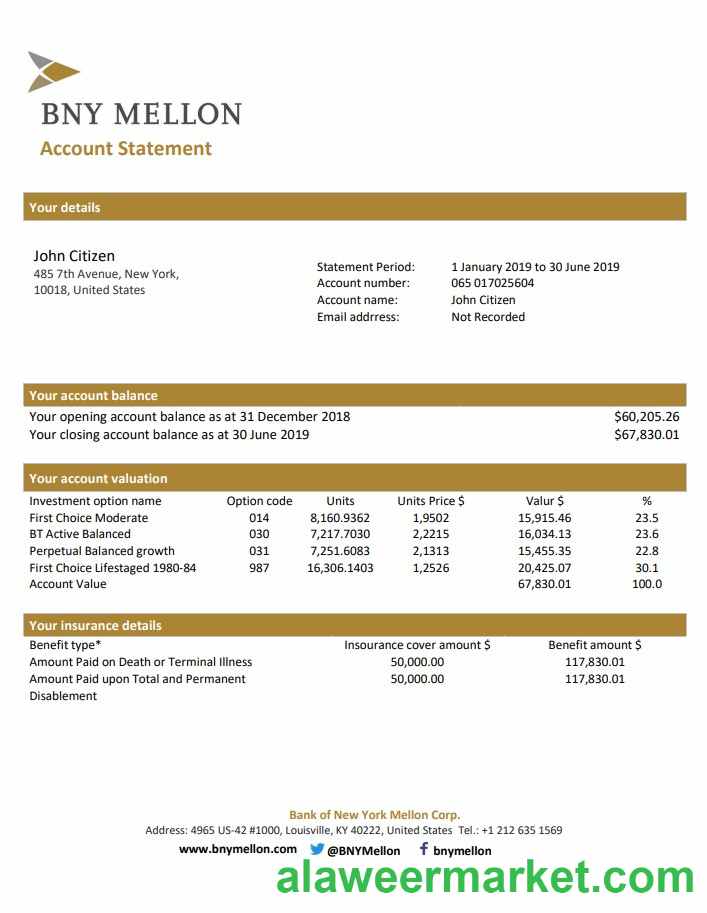 BNY MELLON
Account Statement
Your details
John Citizen
485 7th Avenue, New York,
10018, United States
Statement Period: 1 January 2019 to 30 June 2019
Account number: 065 017025604
Account name: John Citizen
Email addrress: Not Recorded
Your account balance
Your opening account balance as at 31 December 2018 $60,205.26
Your closing account balance as at 30 June 2019 $67,830.01
Your account valuation
Investment option name Option code Units Units Price $ Valur $ %
First Choice Moderate 014 8,160.9362 1,9502 15,915.46 23.5
BT Active Balanced 030 7,217.7030 2,2215 16,034.13 23.6
Perpetual Balanced growth 031 7,251.6083 2,1313 15,455.35 22.8
First Choice Lifestaged 1980-84 987 16,306.1403 1,2526 20,425.07 30.1
Account Value 67,830.01 100.0
Your insurance details
Benefit type* Insourance cover amount $ Benefit amount $
Amount Paid on Death or Terminal Illness 50,000.00 117,830.01
Amount Paid upon Total and Permanent 50,000.00 117,830.01
Disablement
Bank of New York Mellon Corp.
Address: 4965 US-42 #1000, Louisville, KY 40222, United States Tel.: +1 212 635 1569
www.bnymellon.com @BNYMellon bnymellon
alaweermarket.com